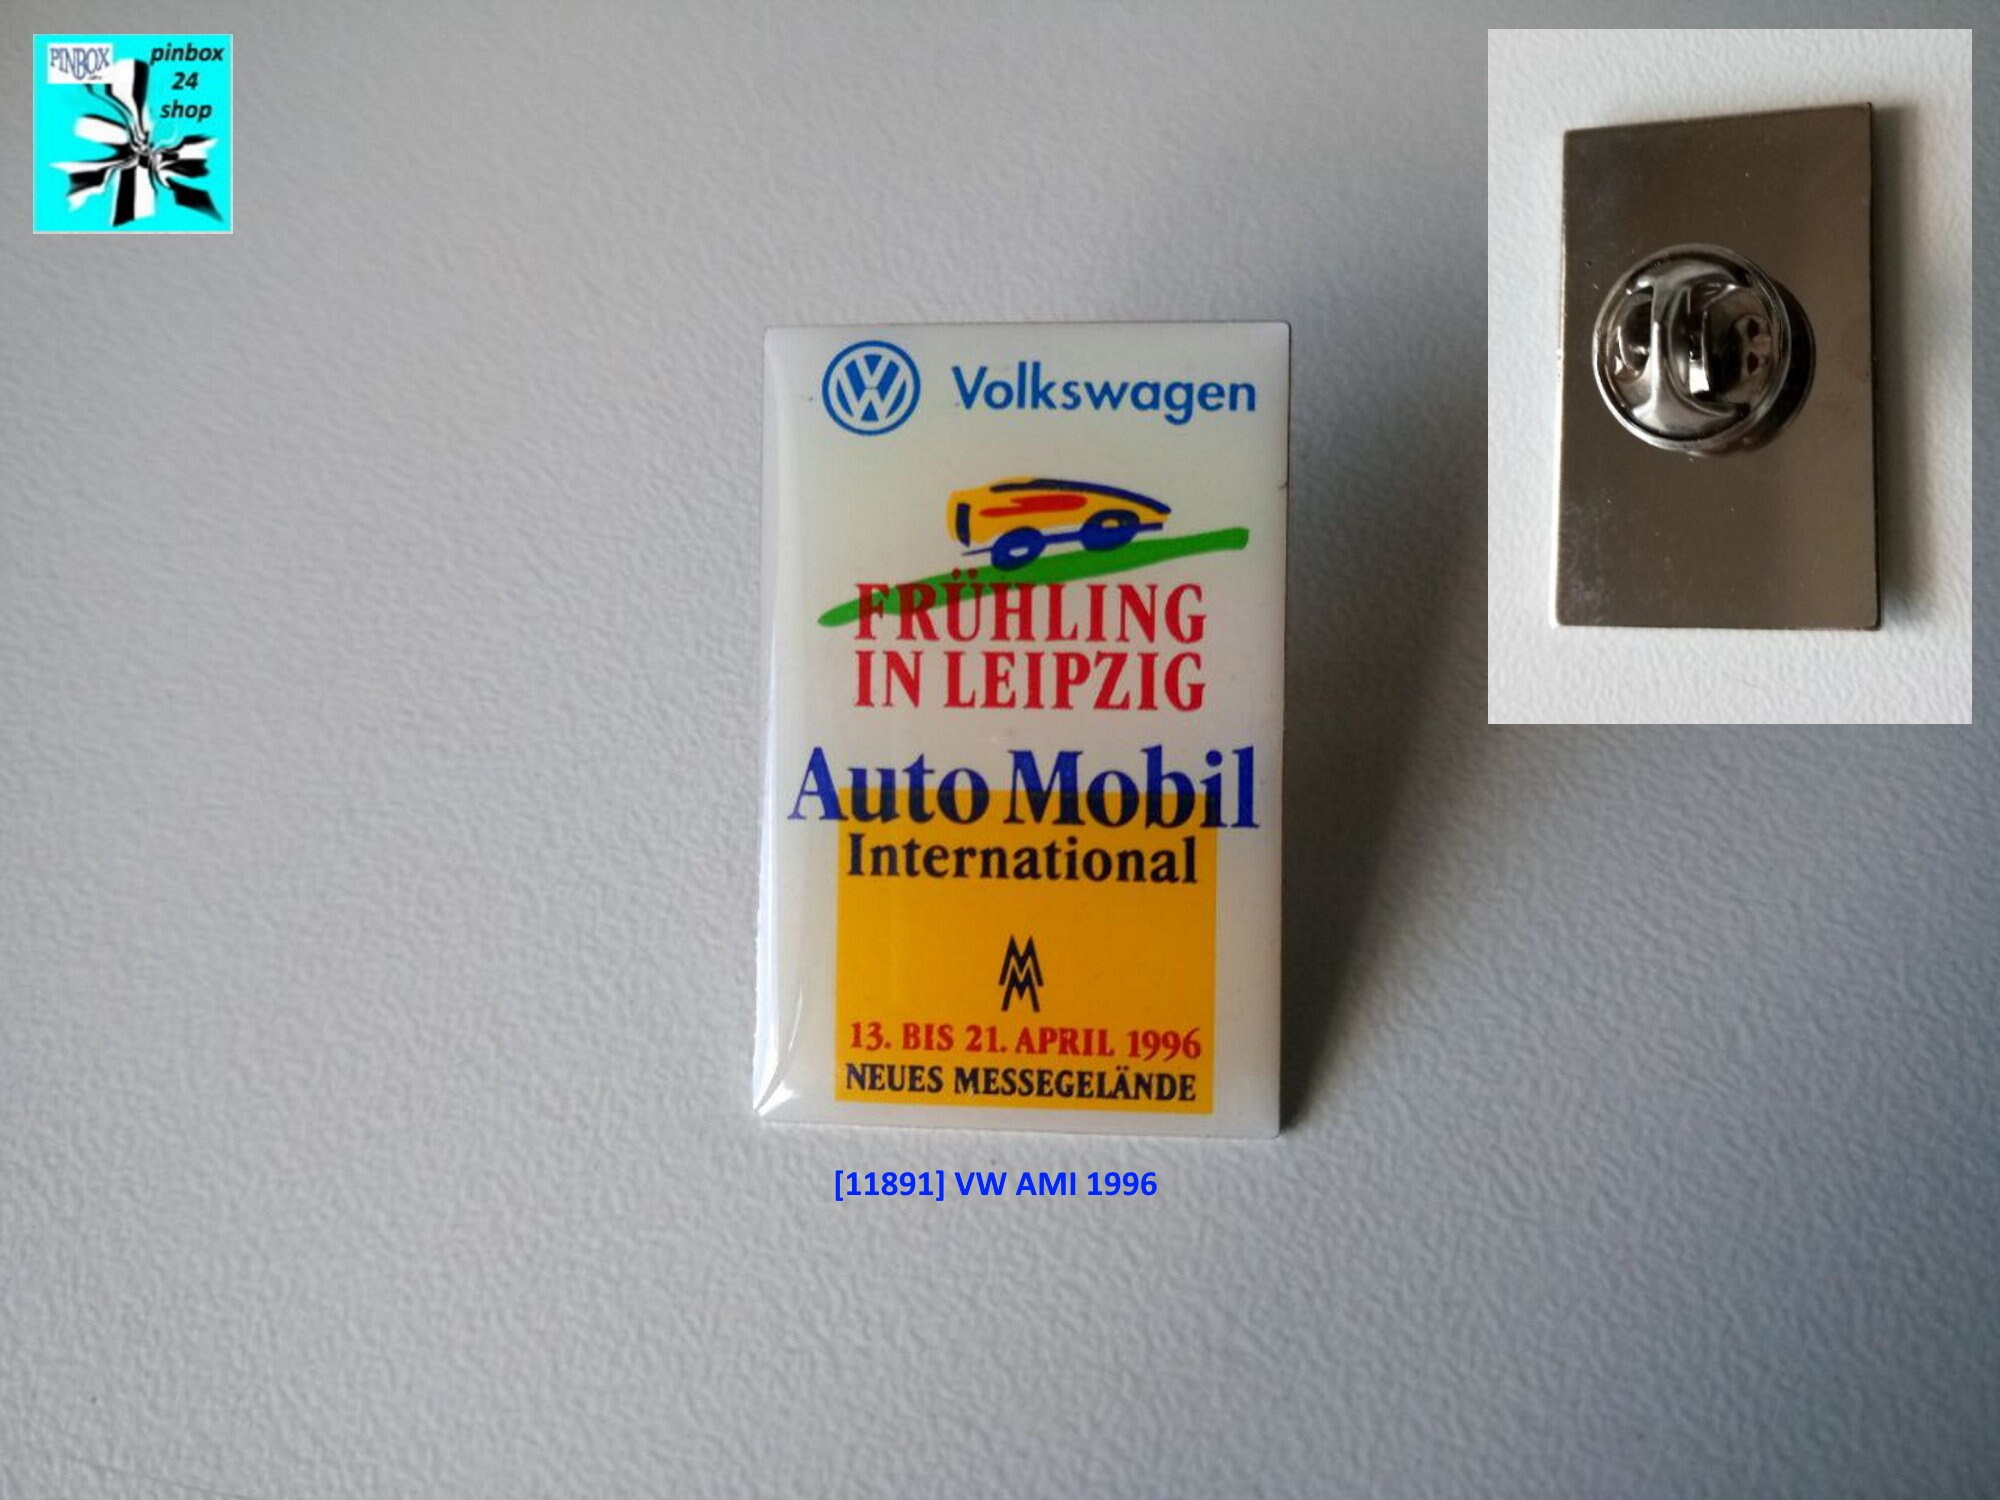 PINBOX
pinbox
24
shop
Volkswagen
FRÜHLING
IN LEIPZIG
Auto Mobil
International
MM
13. BIS 21. APRIL 1996
NEUES MESSEGELÄNDE
[11891] VW AMI 1996